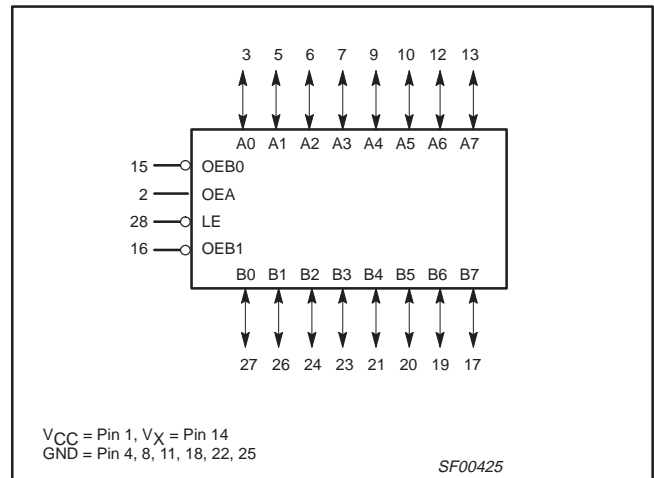 3 5 6 7 9 10 12 13
A0 A1 A2 A3 A4 A5 A6 A7
15 OEB0
2 OEA
28 LE
16 OEB1
B0 B1 B2 B3 B4 B5 B6 B7
27 26 24 23 21 20 19 17
VCC = Pin 1, VX = Pin 14
GND = Pin 4, 8, 11, 18, 22, 25
SF00425